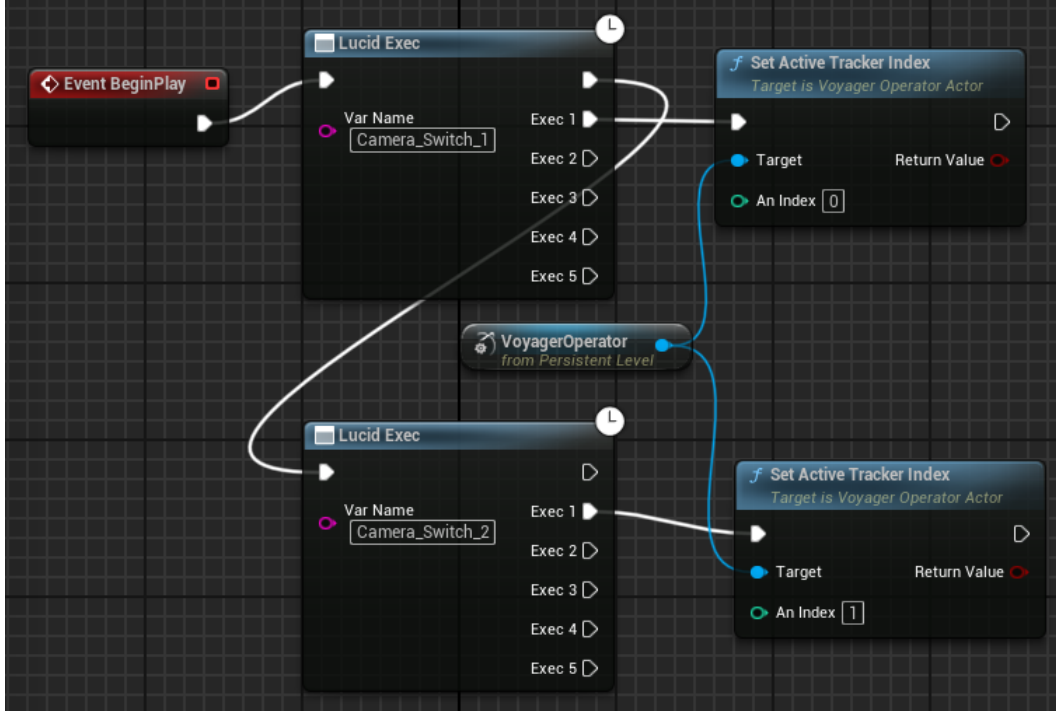 Event BeginPlay
Lucid Exec
Var Name
Camera_Switch_1
Exec 1
Exec 2
Exec 3
Exec 4
Exec 5
f Set Active Tracker Index
Target is Voyager Operator Actor
Target
Return Value
An Index 0
VoyagerOperator
from Persistent Level
Lucid Exec
Var Name
Camera_Switch_2
Exec 1
Exec 2
Exec 3
Exec 4
Exec 5
f Set Active Tracker Index
Target is Voyager Operator Actor
Target
Return Value
An Index 1